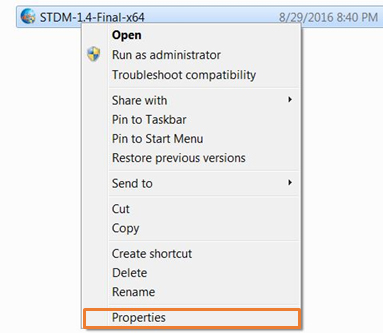 STDM-1.4-Final-x64 8/29/2016 8:40 PM
Open
Run as administrator
Troubleshoot compatibility
Share with
Pin to Taskbar
Pin to Start Menu
Restore previous versions
Send to
Cut
Copy
Create shortcut
Delete
Rename
Properties